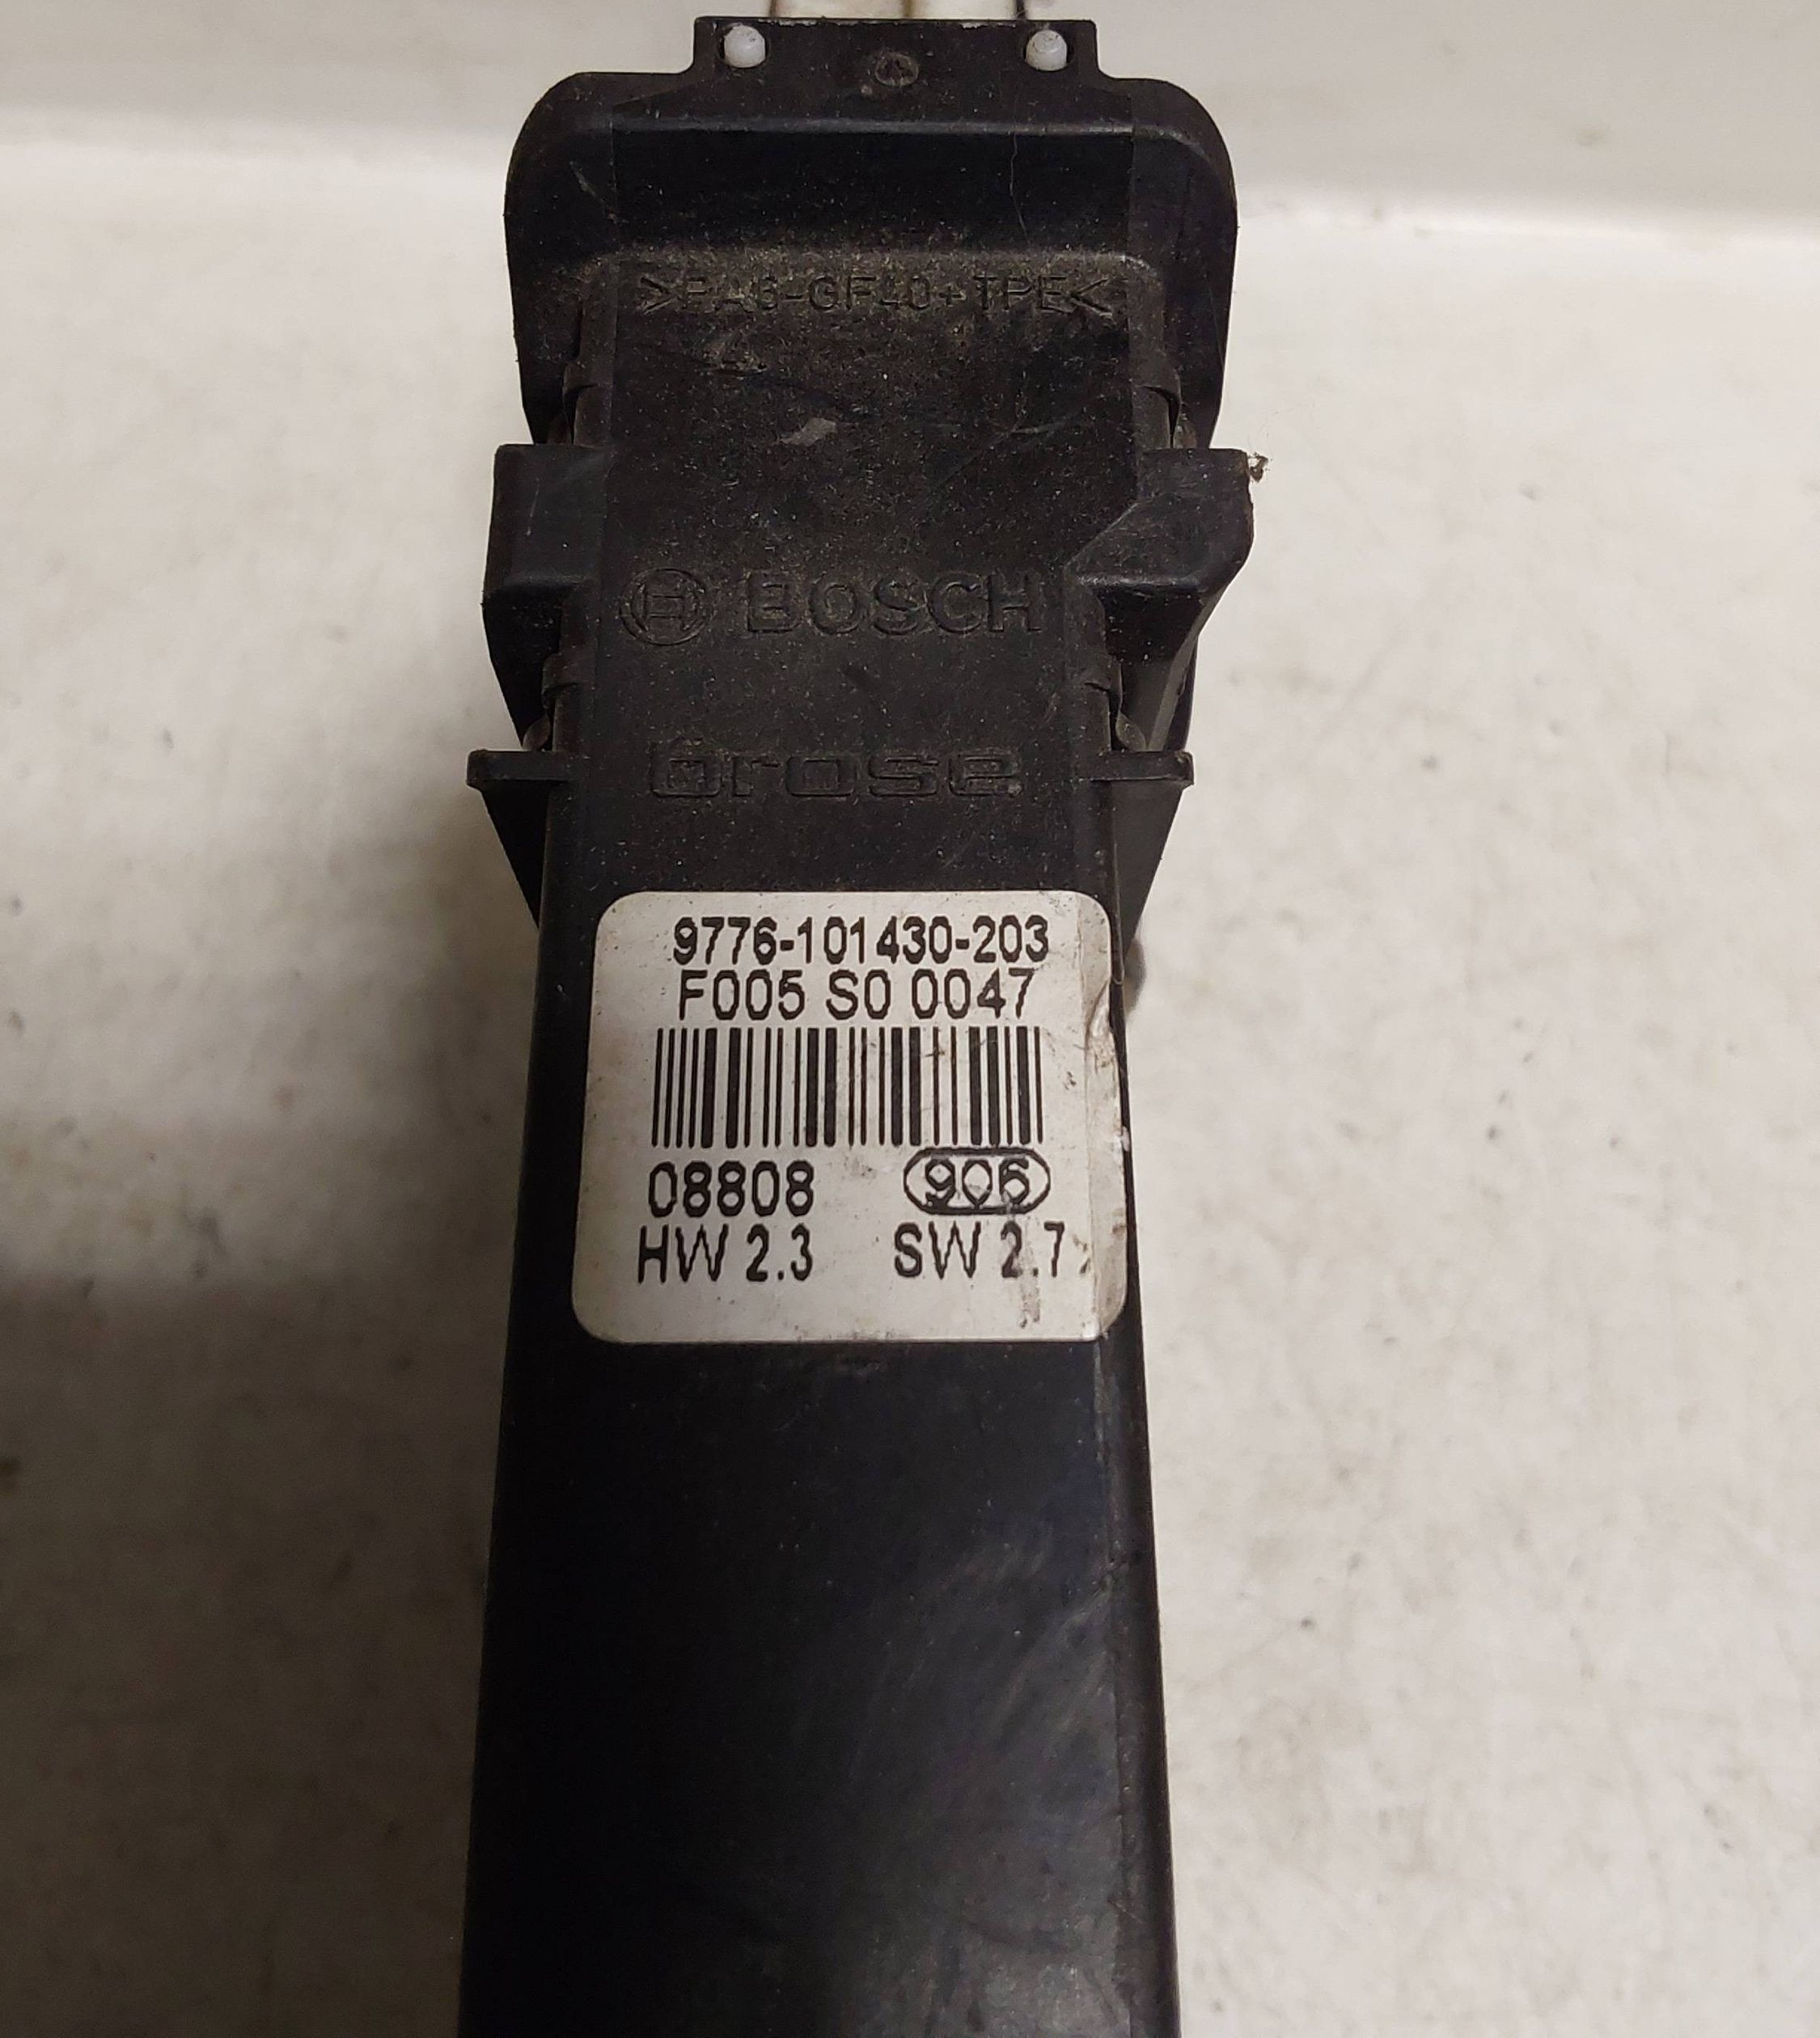 >PA6-GF40+TPE<
BOSCH
brose
9776-101430-203
F005 S0 0047
08808 906
HW 2.3 SW 2.7